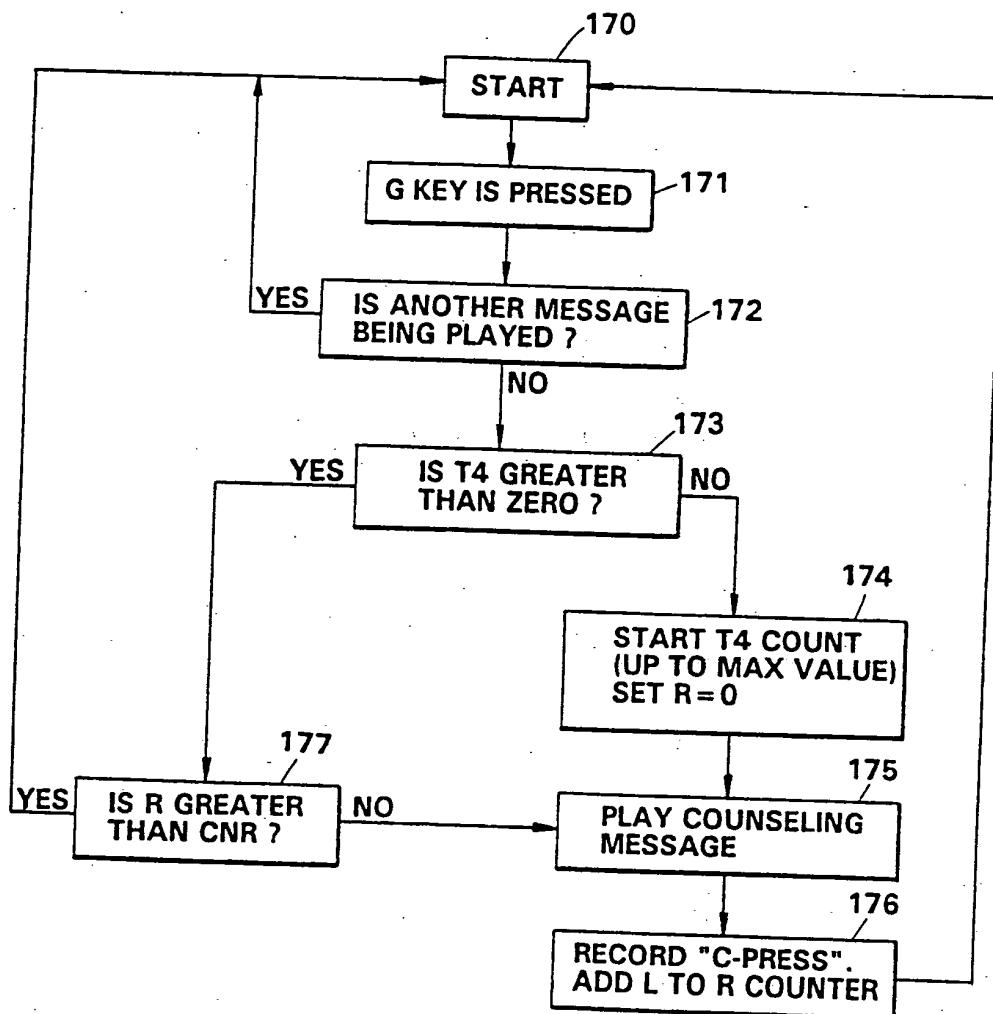 170
START
G KEY IS PRESSED
171
YES
IS ANOTHER MESSAGE
BEING PLAYED ?
172
NO
173
YES
IS T4 GREATER
THAN ZERO ?
NO
174
START T4 COUNT
(UP TO MAX VALUE)
SET R=0
177
YES
IS R GREATER
THAN CNR ?
NO
175
PLAY COUNSELING
MESSAGE
176
RECORD "C-PRESS".
ADD L TO R COUNTER